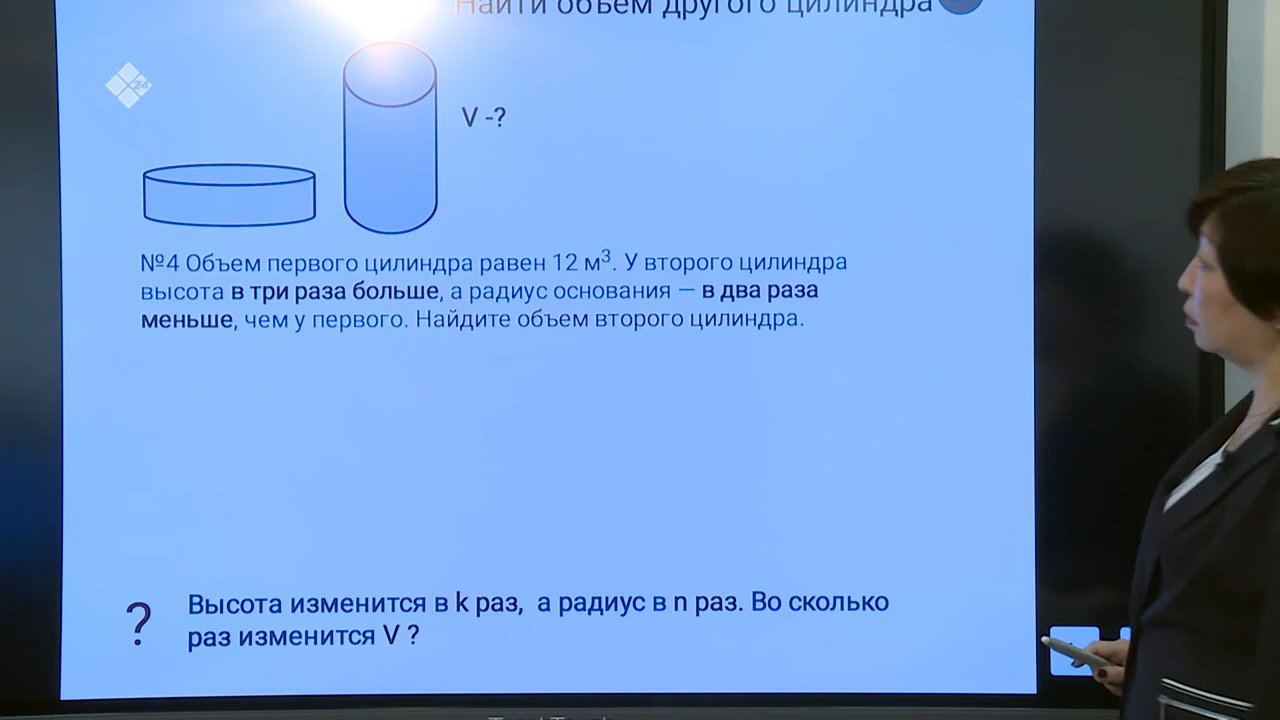 Найти объем другого цилиндра
24
V -?
№4 Объем первого цилиндра равен 12 м³. У второго цилиндра
высота в три раза больше, а радиус основания — в два раза
меньше, чем у первого. Найдите объем второго цилиндра.
?
Высота изменится в k раз, а радиус в n раз. Во сколько
раз изменится V ?